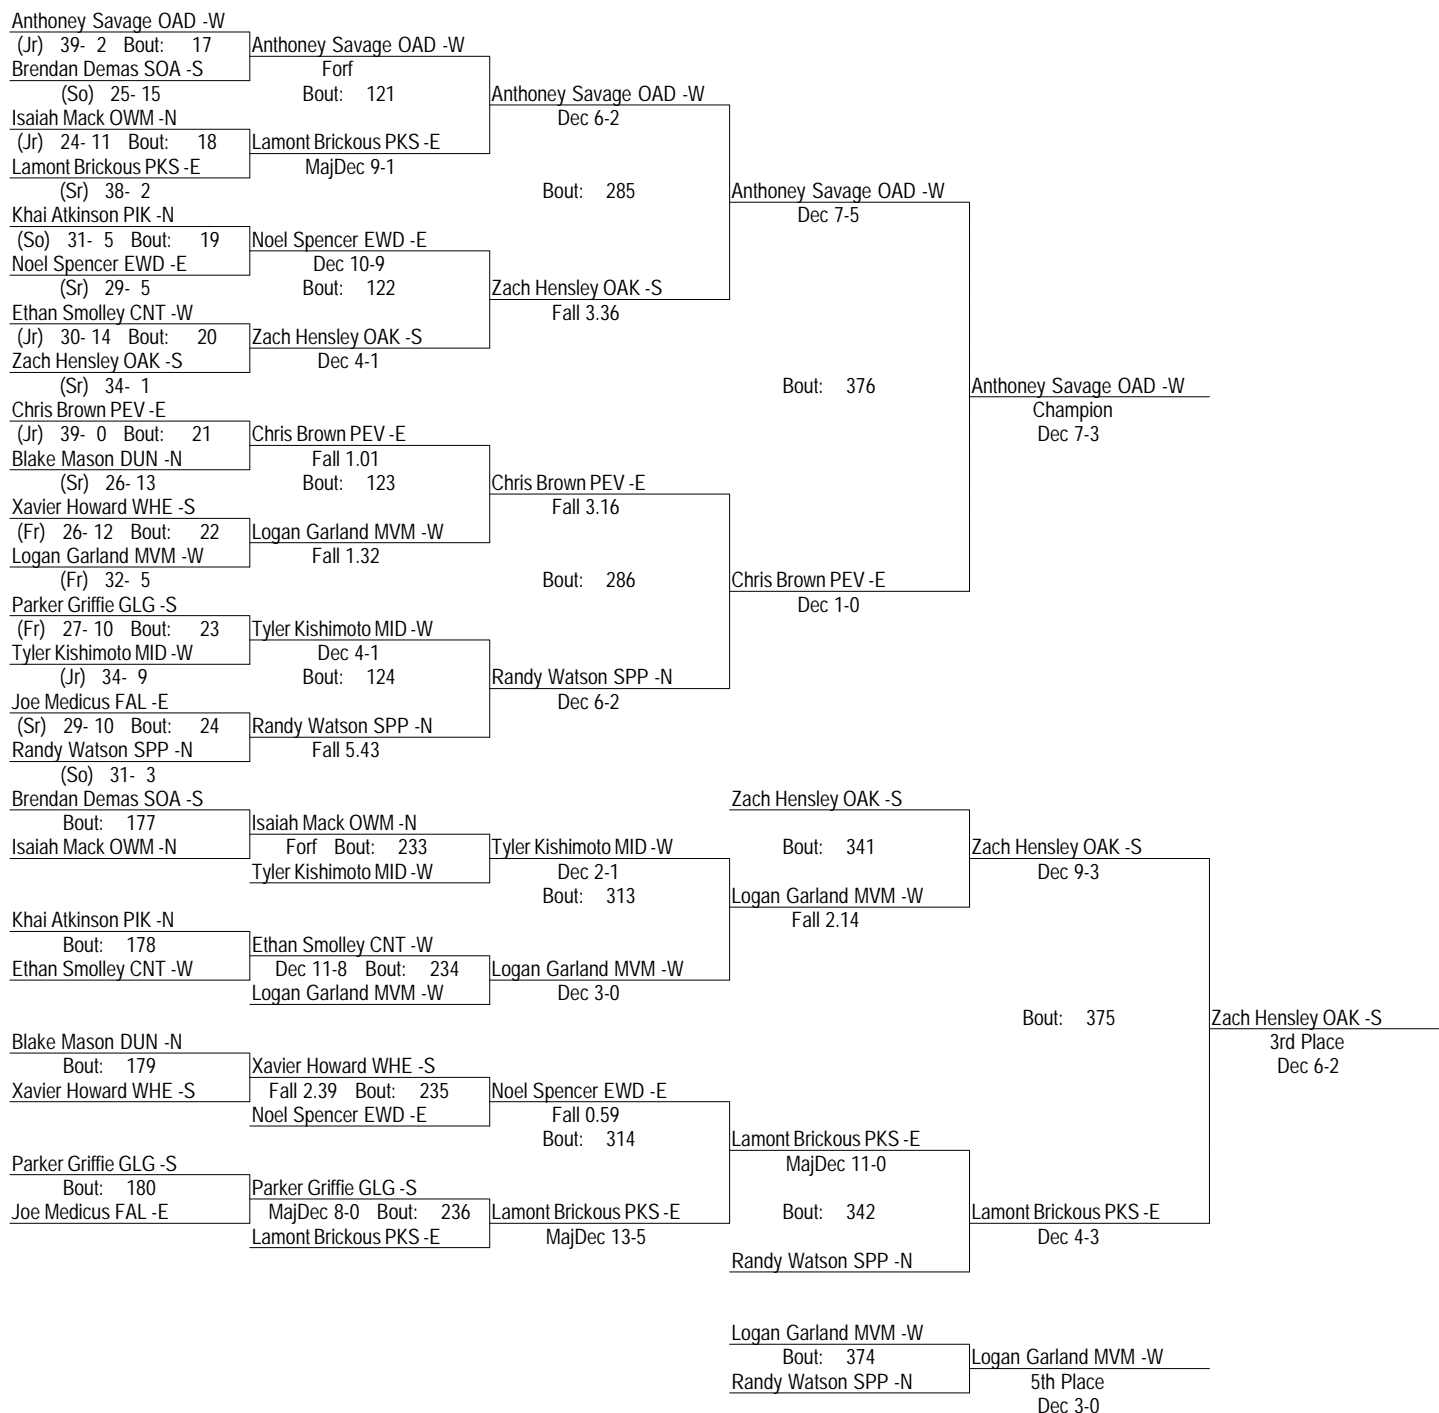 Anthoney Savage OAD -W
(Jr) 39- 2 Bout: 17 Anthoney Savage OAD -W
Brendan Demas SOA -S Forf
(So) 25- 15 Bout: 121 Anthoney Savage OAD -W
Isaiah Mack OWM -N Dec 6-2
(Jr) 24- 11 Bout: 18 Lamont Brickous PKS -E
Lamont Brickous PKS -E MajDec 9-1
(Sr) 38- 2 Bout: 285 Anthoney Savage OAD -W
Khai Atkinson PIK -N Dec 7-5
(So) 31- 5 Bout: 19 Noel Spencer EWD -E
Noel Spencer EWD -E Dec 10-9
(Sr) 29- 5 Bout: 122 Zach Hensley OAK -S
Ethan Smolley CNT -W Fall 3.36
(Jr) 30- 14 Bout: 20 Zach Hensley OAK -S
Zach Hensley OAK -S Dec 4-1
(Sr) 34- 1 Bout: 376 Anthoney Savage OAD -W
Chris Brown PEV -E Champion
(Jr) 39- 0 Bout: 21 Chris Brown PEV -E Dec 7-3
Blake Mason DUN -N Fall 1.01
(Sr) 26- 13 Bout: 123 Chris Brown PEV -E
Xavier Howard WHE -S Fall 3.16
(Fr) 26- 12 Bout: 22 Logan Garland MVM -W
Logan Garland MVM -W Fall 1.32
(Fr) 32- 5 Bout: 286 Chris Brown PEV -E
Parker Griffie GLG -S Dec 1-0
(Fr) 27- 10 Bout: 23 Tyler Kishimoto MID -W
Tyler Kishimoto MID -W Dec 4-1
(Jr) 34- 9 Bout: 124 Randy Watson SPP -N
Joe Medicus FAL -E Dec 6-2
(Sr) 29- 10 Bout: 24 Randy Watson SPP -N
Randy Watson SPP -N Fall 5.43
(So) 31- 3
Brendan Demas SOA -S Zach Hensley OAK -S
Bout: 177 Isaiah Mack OWM -N
Isaiah Mack OWM -N Forf Bout: 233 Tyler Kishimoto MID -W Bout: 341 Zach Hensley OAK -S
Tyler Kishimoto MID -W Dec 2-1 Dec 9-3
Bout: 313 Logan Garland MVM -W
Khai Atkinson PIK -N Fall 2.14
Bout: 178 Ethan Smolley CNT -W
Ethan Smolley CNT -W Dec 11-8 Bout: 234 Logan Garland MVM -W
Logan Garland MVM -W Dec 3-0
Bout: 375 Zach Hensley OAK -S
Blake Mason DUN -N 3rd Place
Bout: 179 Xavier Howard WHE -S Dec 6-2
Xavier Howard WHE -S Fall 2.39 Bout: 235 Noel Spencer EWD -E
Noel Spencer EWD -E Fall 0.59
Bout: 314 Lamont Brickous PKS -E
Parker Griffie GLG -S MajDec 11-0
Bout: 180 Parker Griffie GLG -S
Joe Medicus FAL -E MajDec 8-0 Bout: 236 Lamont Brickous PKS -E Bout: 342 Lamont Brickous PKS -E
Lamont Brickous PKS -E MajDec 13-5 Dec 4-3
Randy Watson SPP -N
Logan Garland MVM -W
Bout: 374 Logan Garland MVM -W
Randy Watson SPP -N 5th Place
Dec 3-0